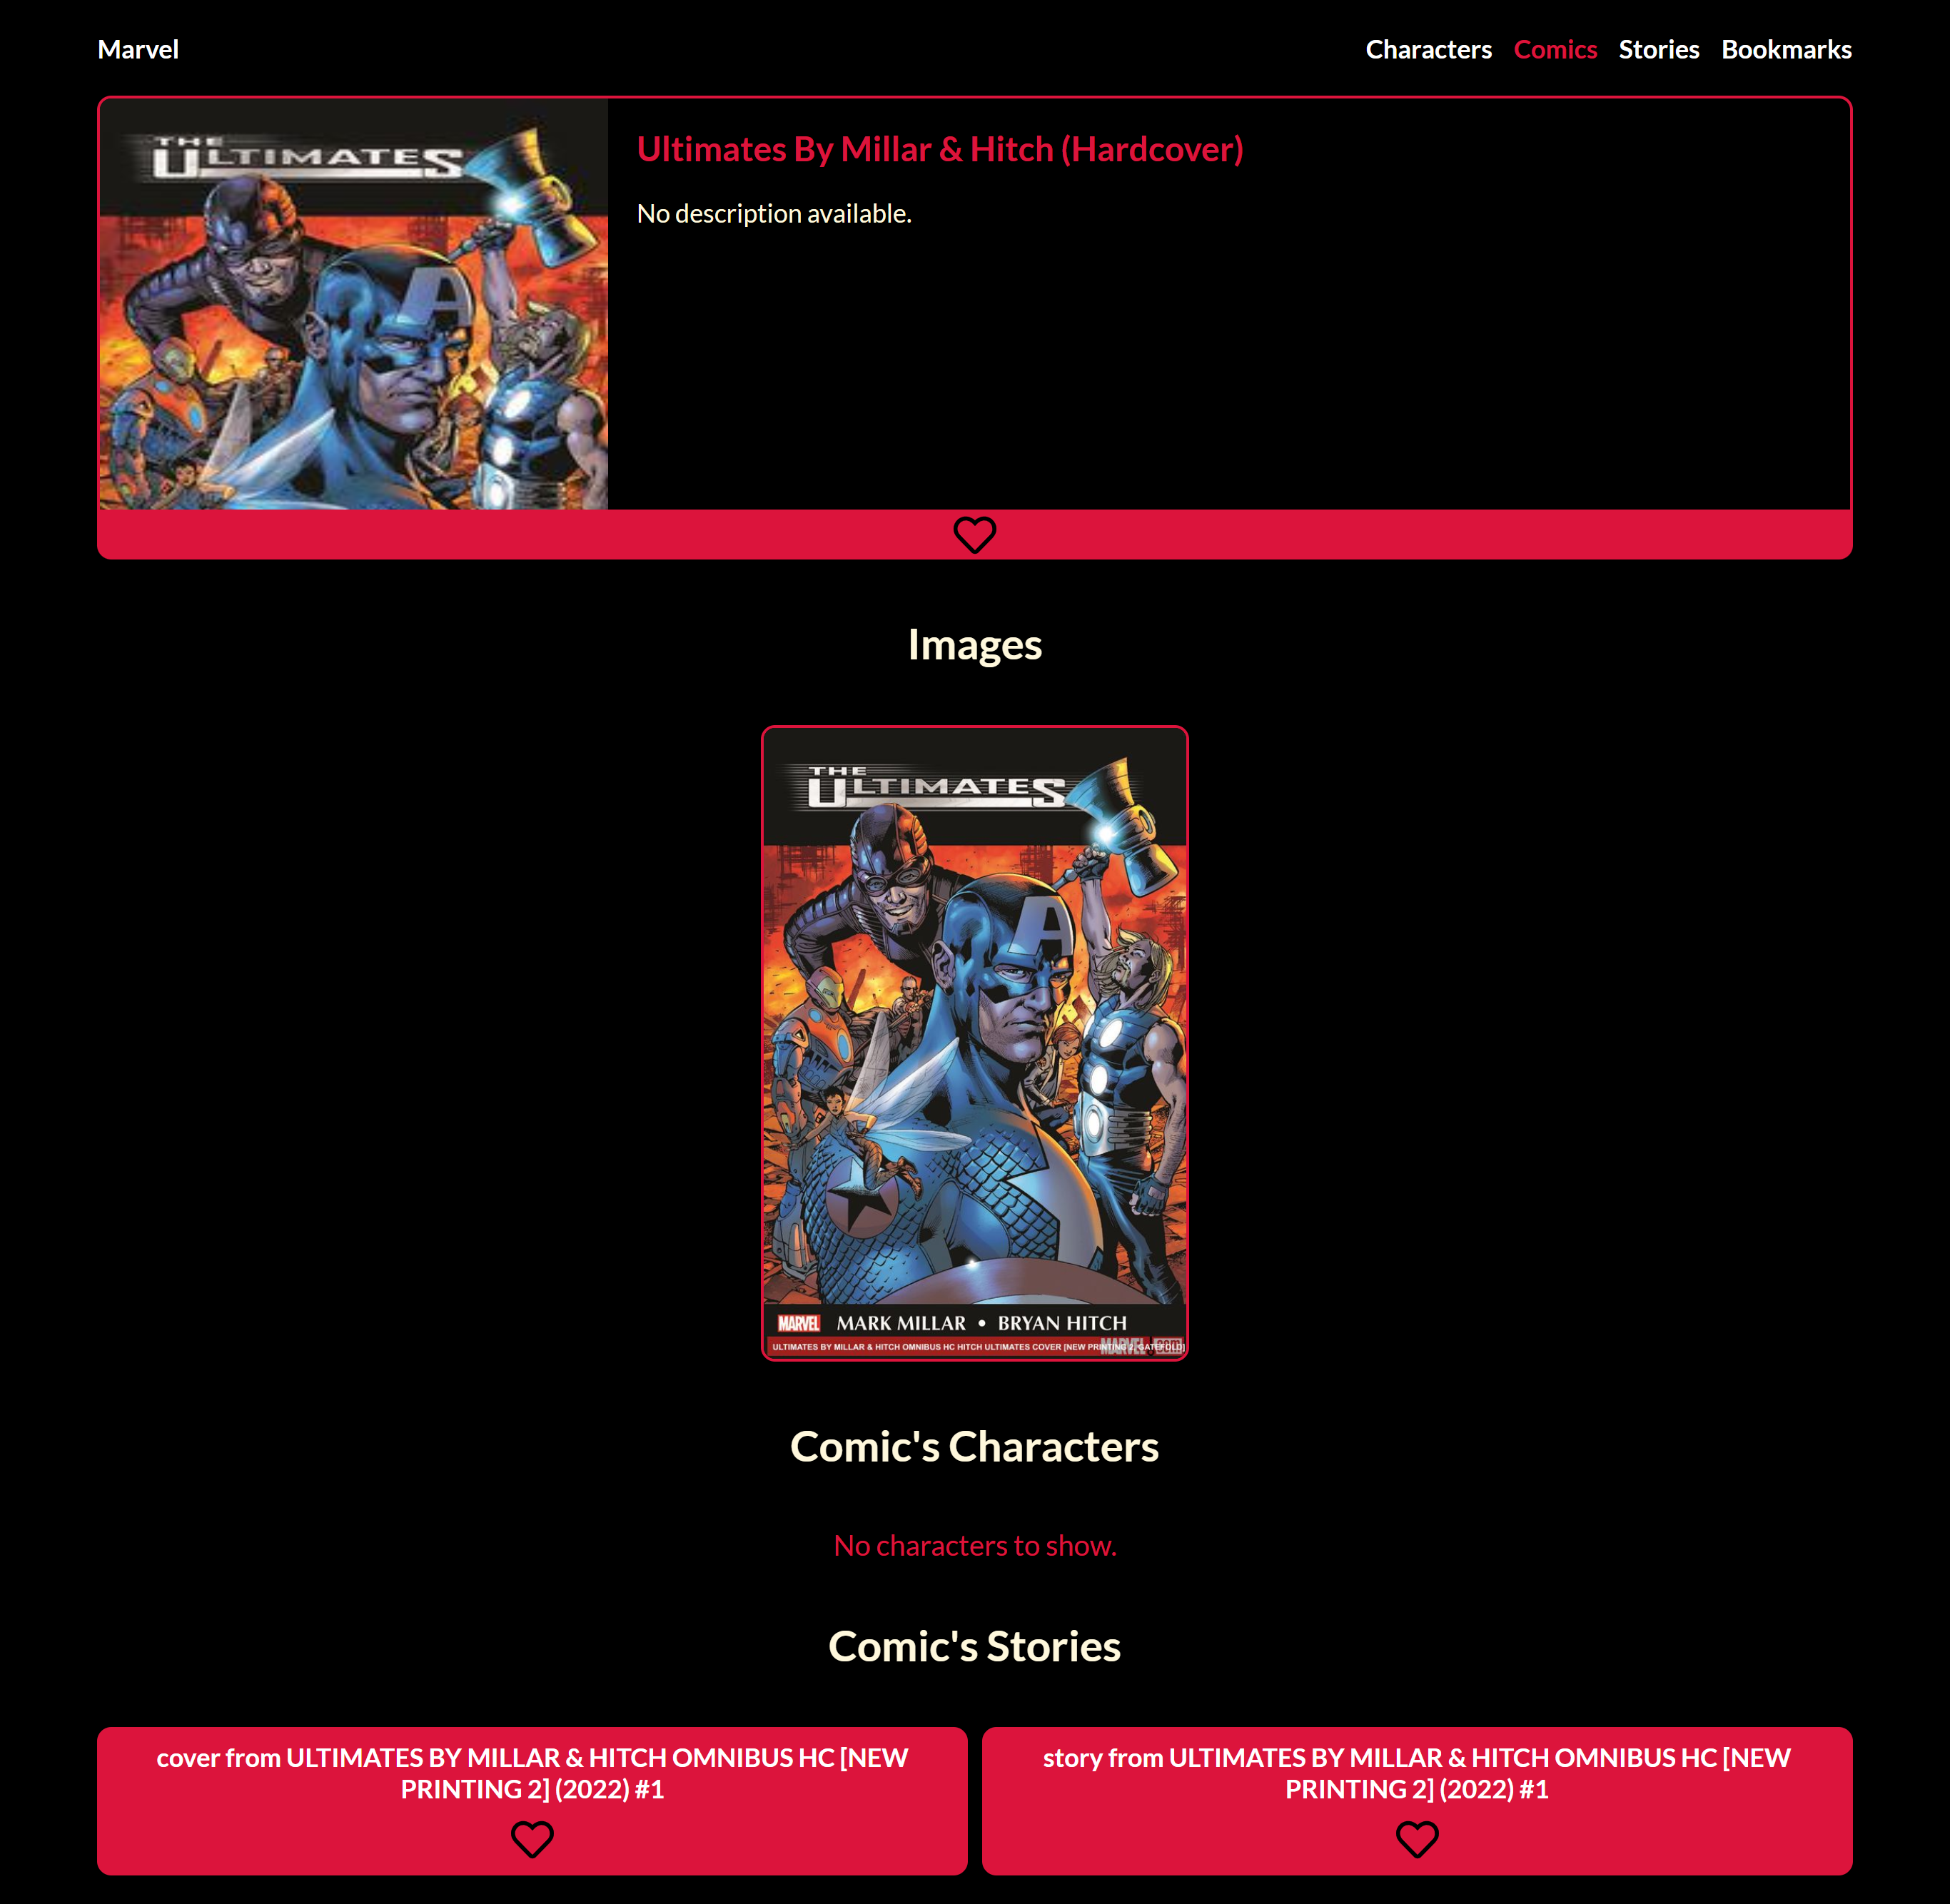 Marvel
Characters Comics Stories Bookmarks
THE
ULTIMATES
Ultimates By Millar & Hitch (Hardcover)
No description available.
Images
THE
ULTIMATES
A
MARVEL MARK MILLAR • BRYAN HITCH
ULTIMATES BY MILLAR & HITCH OMNIBUS HC HITCH ULTIMATES COVER [NEW PRINTING 2, GATEFOLD]
MARVEL.COM
Comic's Characters
No characters to show.
Comic's Stories
cover from ULTIMATES BY MILLAR & HITCH OMNIBUS HC [NEW
PRINTING 2] (2022) #1
story from ULTIMATES BY MILLAR & HITCH OMNIBUS HC [NEW
PRINTING 2] (2022) #1